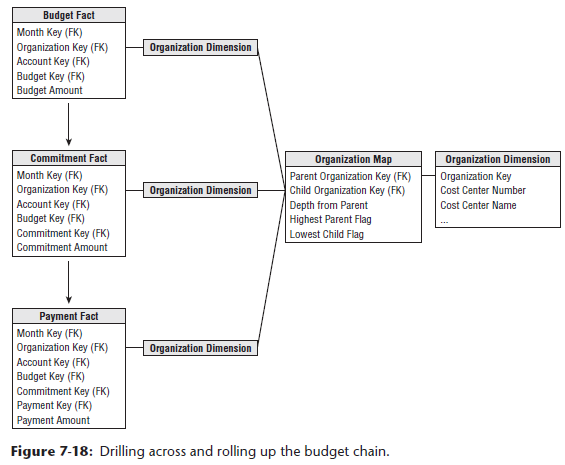 Budget Fact
Month Key (FK)
Organization Key (FK)
Account Key (FK)
Budget Key (FK)
Budget Amount
Organization Dimension
Commitment Fact
Month Key (FK)
Organization Key (FK)
Account Key (FK)
Budget Key (FK)
Commitment Key (FK)
Commitment Amount
Organization Dimension
Organization Map
Parent Organization Key (FK)
Child Organization Key (FK)
Depth from Parent
Highest Parent Flag
Lowest Child Flag
Organization Dimension
Organization Key
Cost Center Number
Cost Center Name
...
Payment Fact
Month Key (FK)
Organization Key (FK)
Account Key (FK)
Budget Key (FK)
Commitment Key (FK)
Payment Key (FK)
Payment Amount
Organization Dimension
Figure 7-18: Drilling across and rolling up the budget chain.